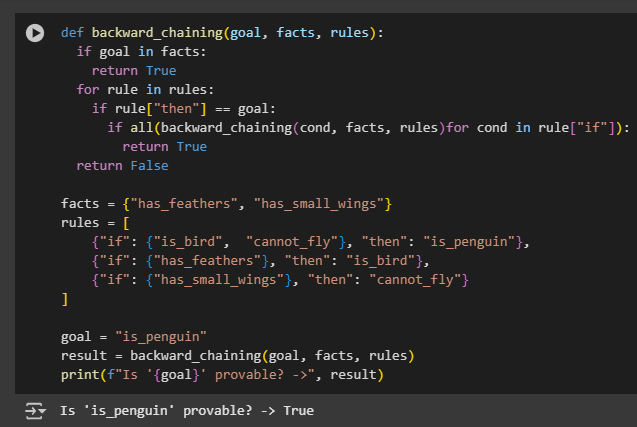 def backward_chaining(goal, facts, rules):
  if goal in facts:
    return True
  for rule in rules:
    if rule["then"] == goal:
      if all(backward_chaining(cond, facts, rules)for cond in rule["if"]):
        return True
  return False

facts = {"has_feathers", "has_small_wings"}
rules = [
    {"if": {"is_bird",  "cannot_fly"}, "then": "is_penguin"},
    {"if": {"has_feathers"}, "then": "is_bird"},
    {"if": {"has_small_wings"}, "then": "cannot_fly"}
]

goal = "is_penguin"
result = backward_chaining(goal, facts, rules)
print(f"Is '{goal}' provable? ->", result)
Is 'is_penguin' provable? -> True